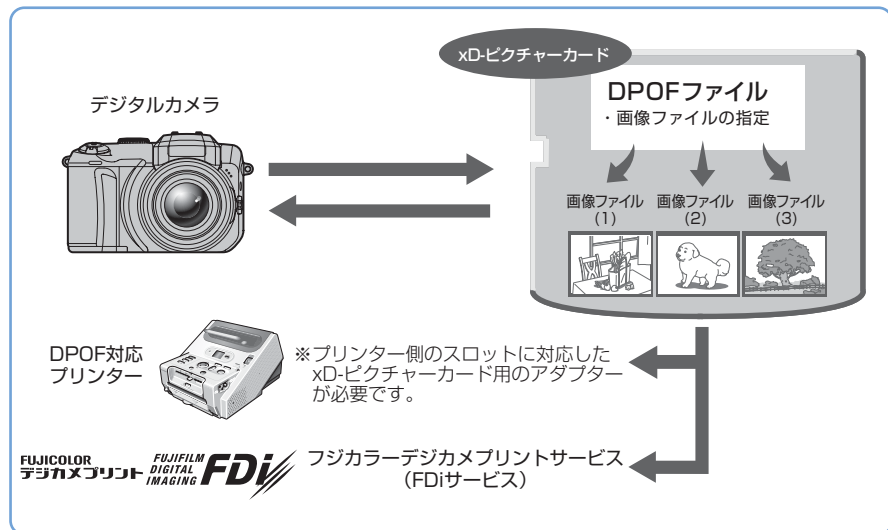 xD-ピクチャーカード
DPOFファイル
・画像ファイルの指定
デジタルカメラ
画像ファイル
(1)
画像ファイル
(2)
画像ファイル
(3)
DPOF対応
プリンター
※プリンター側のスロットに対応した
xD-ピクチャーカード用のアダプター
が必要です。
FUJICOLOR
デジカメプリント
FUJIFILM
DIGITAL
IMAGING
FDi
フジカラーデジカメプリントサービス
(FDiサービス)